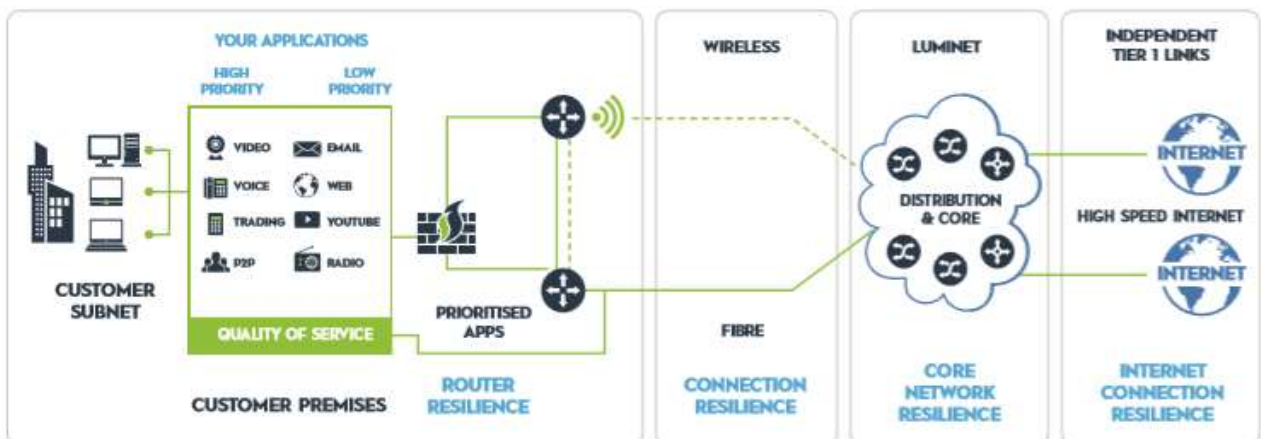 YOUR APPLICATIONS
HIGH
PRIORITY
LOW
PRIORITY
VIDEO
EMAIL
VOICE
WEB
TRADING
YOUTUBE
P2P
RADIO
QUALITY OF SERVICE
CUSTOMER
SUBNET
CUSTOMER PREMISES
PRIORITISED
APPS
ROUTER
RESILIENCE
WIRELESS
FIBRE
CONNECTION
RESILIENCE
LUMINET
DISTRIBUTION
& CORE
CORE
NETWORK
RESILIENCE
INDEPENDENT
TIER 1 LINKS
INTERNET
HIGH SPEED INTERNET
INTERNET
INTERNET
CONNECTION
RESILIENCE